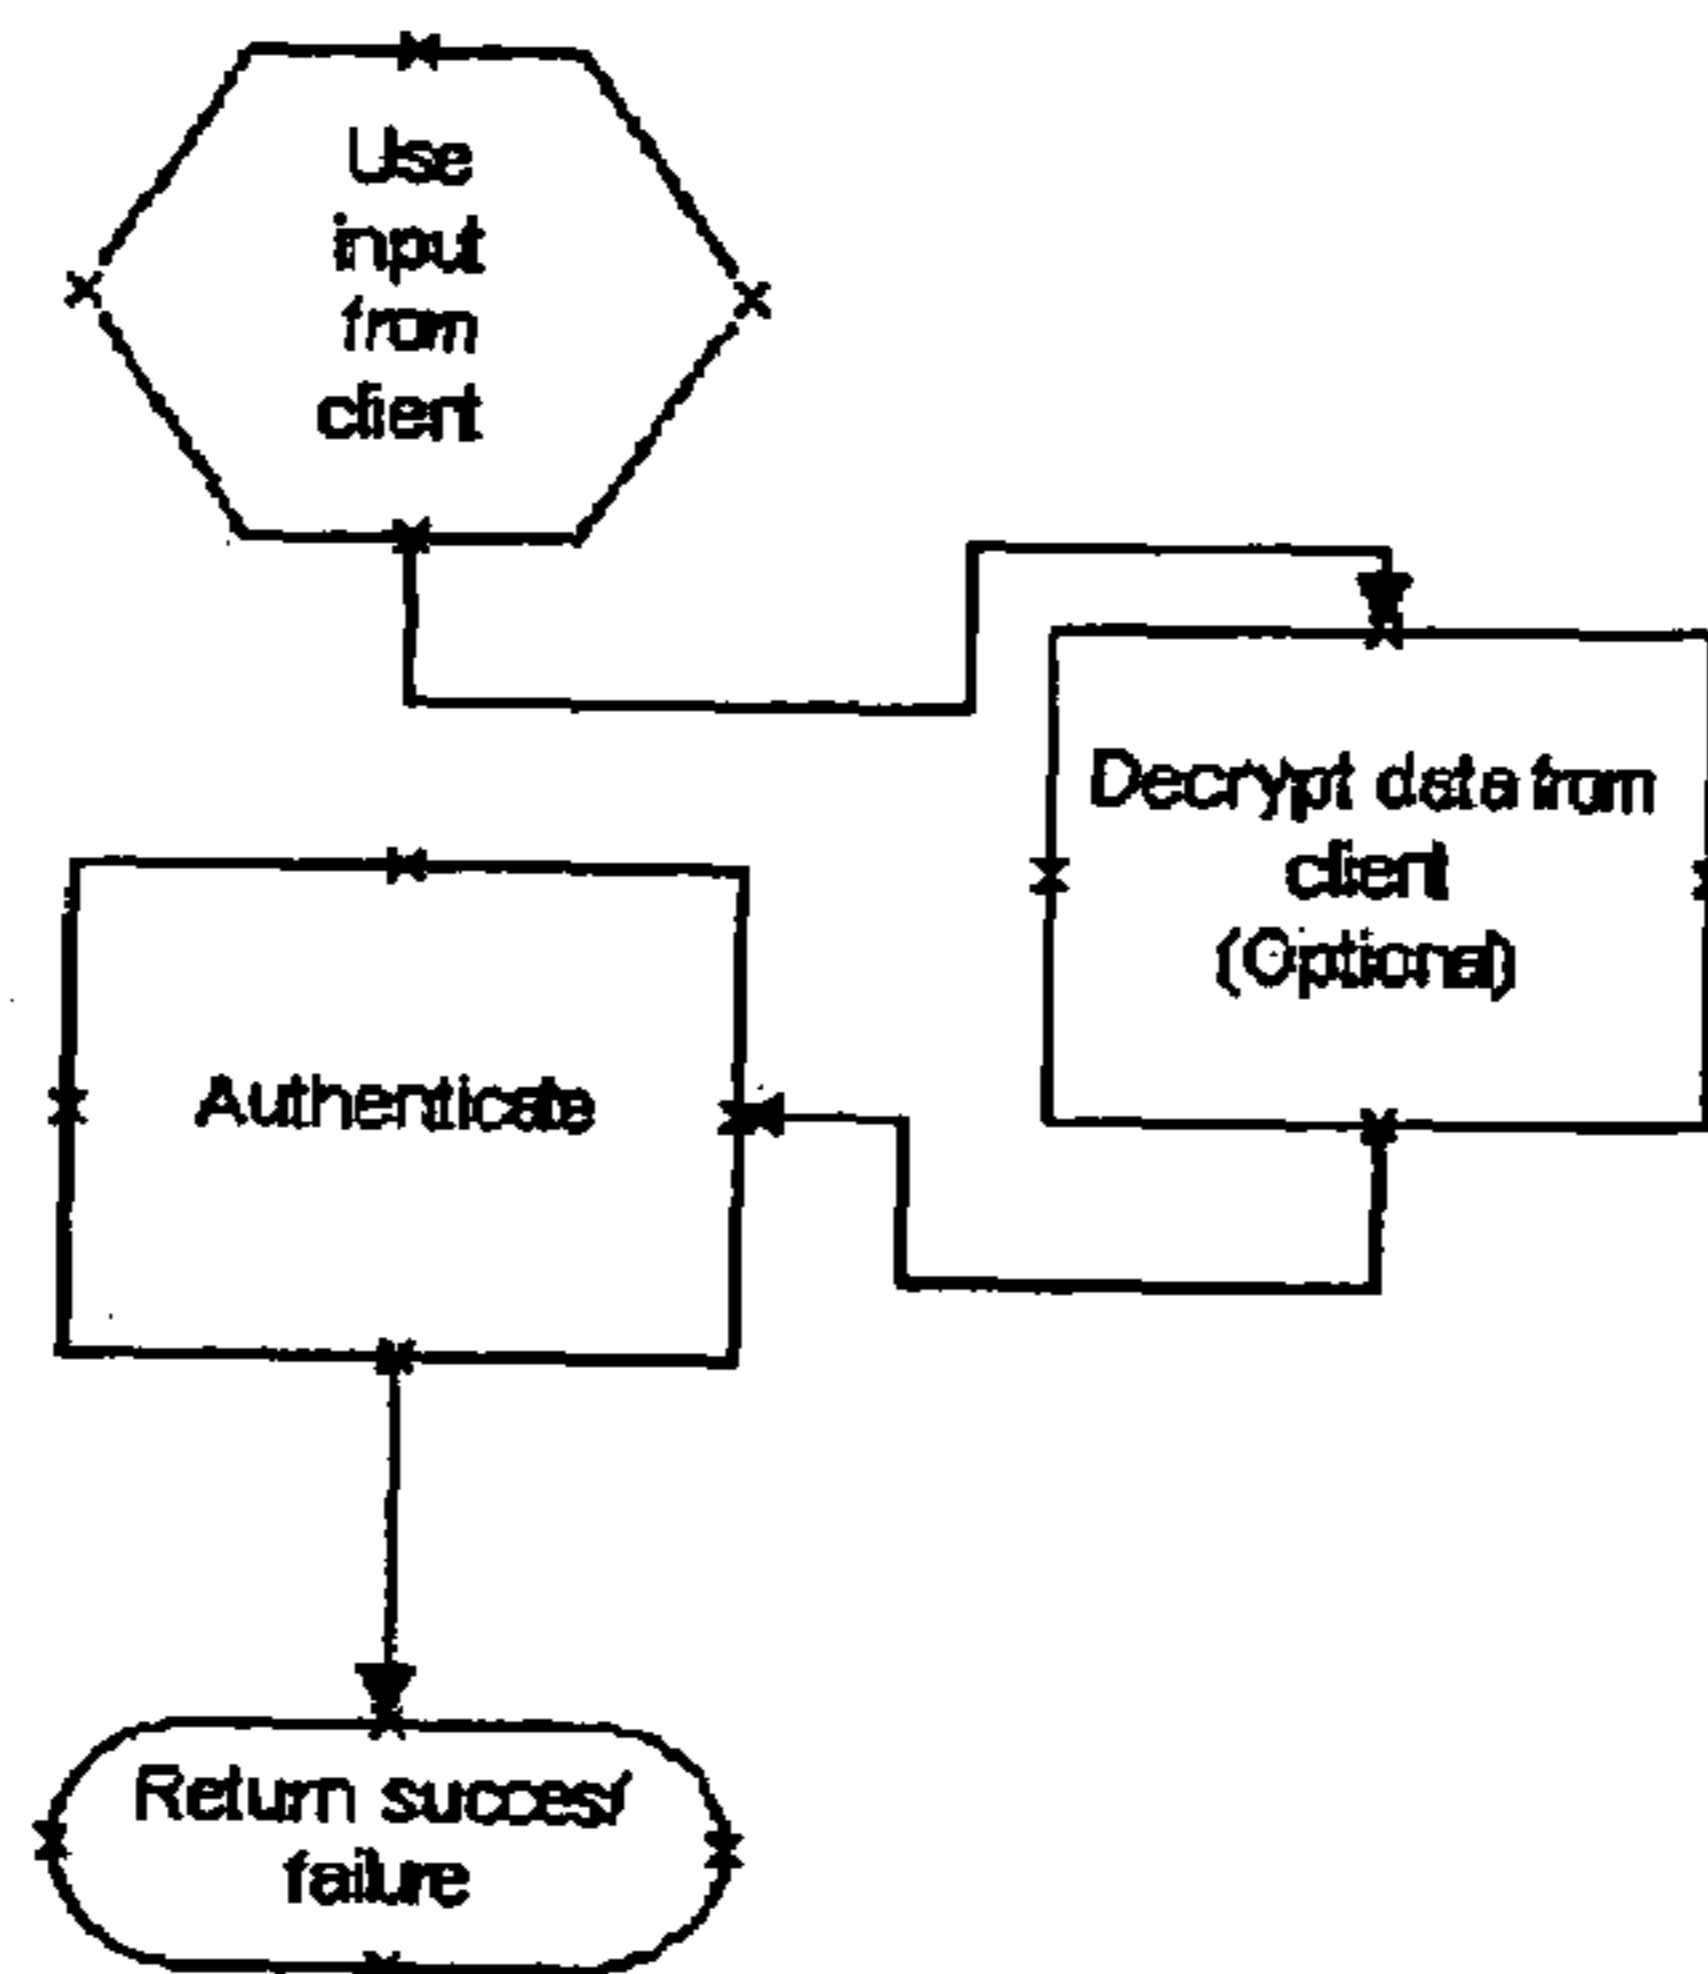 Use
input
from
client
Decrypt data from
client
(Optional)
Authenticate
Return success/
failure